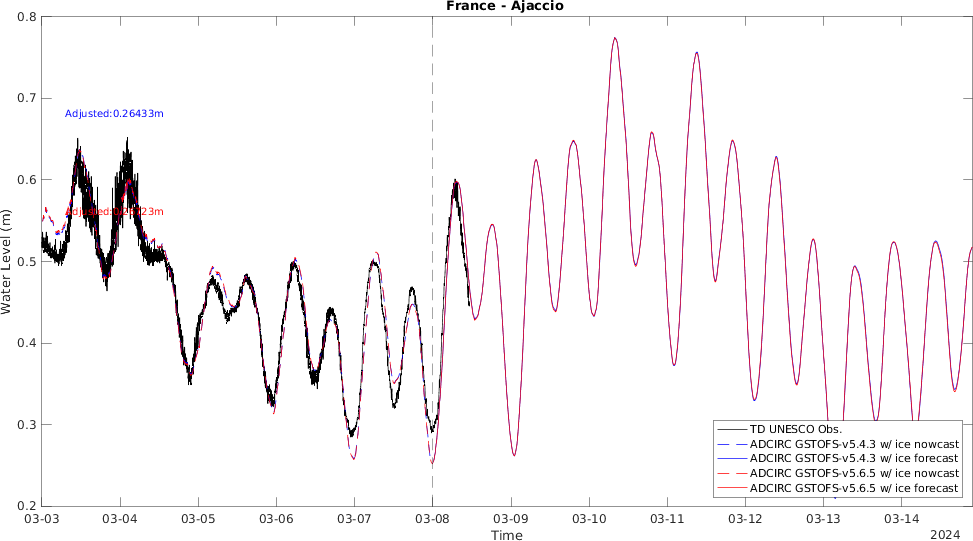 France - Ajaccio
0.8
0.7
0.6
0.5
0.4
0.3
0.2
Water Level (m)
Adjusted:0.26433m
TD UNESCO Obs.
ADCIRC GSTOFS-v5.4.3 w/ ice nowcast
ADCIRC GSTOFS-v5.4.3 w/ ice forecast
ADCIRC GSTOFS-v5.6.5 w/ ice nowcast
ADCIRC GSTOFS-v5.6.5 w/ ice forecast
03-03 03-04 03-05 03-06 03-07 03-08 03-09 03-10 03-11 03-12 03-13 03-14
Time
2024